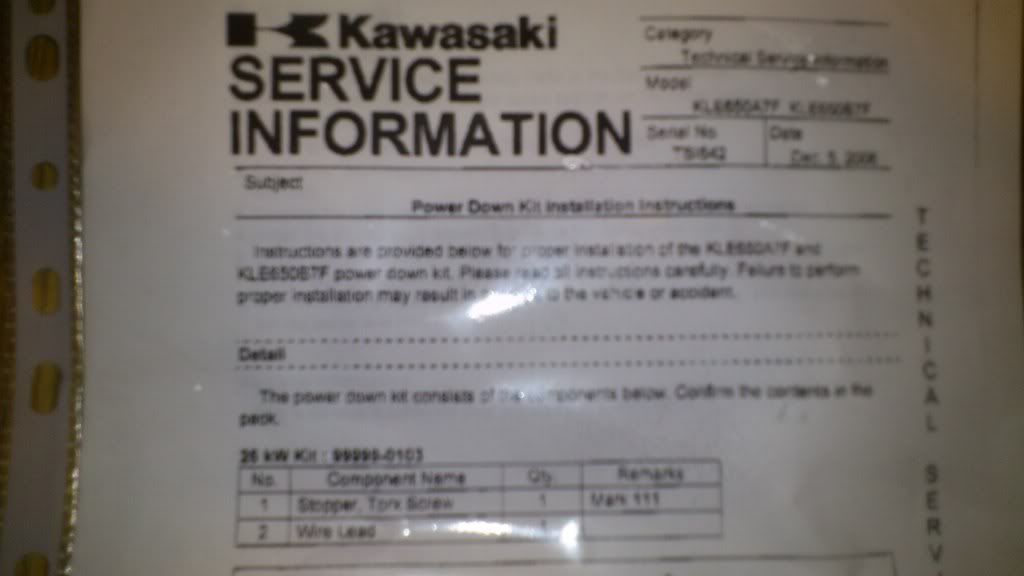 Kawasaki
SERVICE
INFORMATION
Category
Technical Service Information
Model
KLE650A7F KLE650B7F
Serial No
Date
Dec. 5, 2006
Subject
Power Down Kit Installation Instructions
Instructions are provided below for proper installation of the KLE650A7F and
KLE650B7F power down kit. Please read all instructions carefully. Failure to perform
proper installation may result in to the vehicle or accident.
Detail
The power down kit consists of the components below. Confirm the contents in the
pack.
25 kW Kit : 99999-0103
No. Component Name Qty. Remarks
1 Stopper, Torx Screw 1 Mark 111
2 Wire Lead 1
TECHNICAL SERV